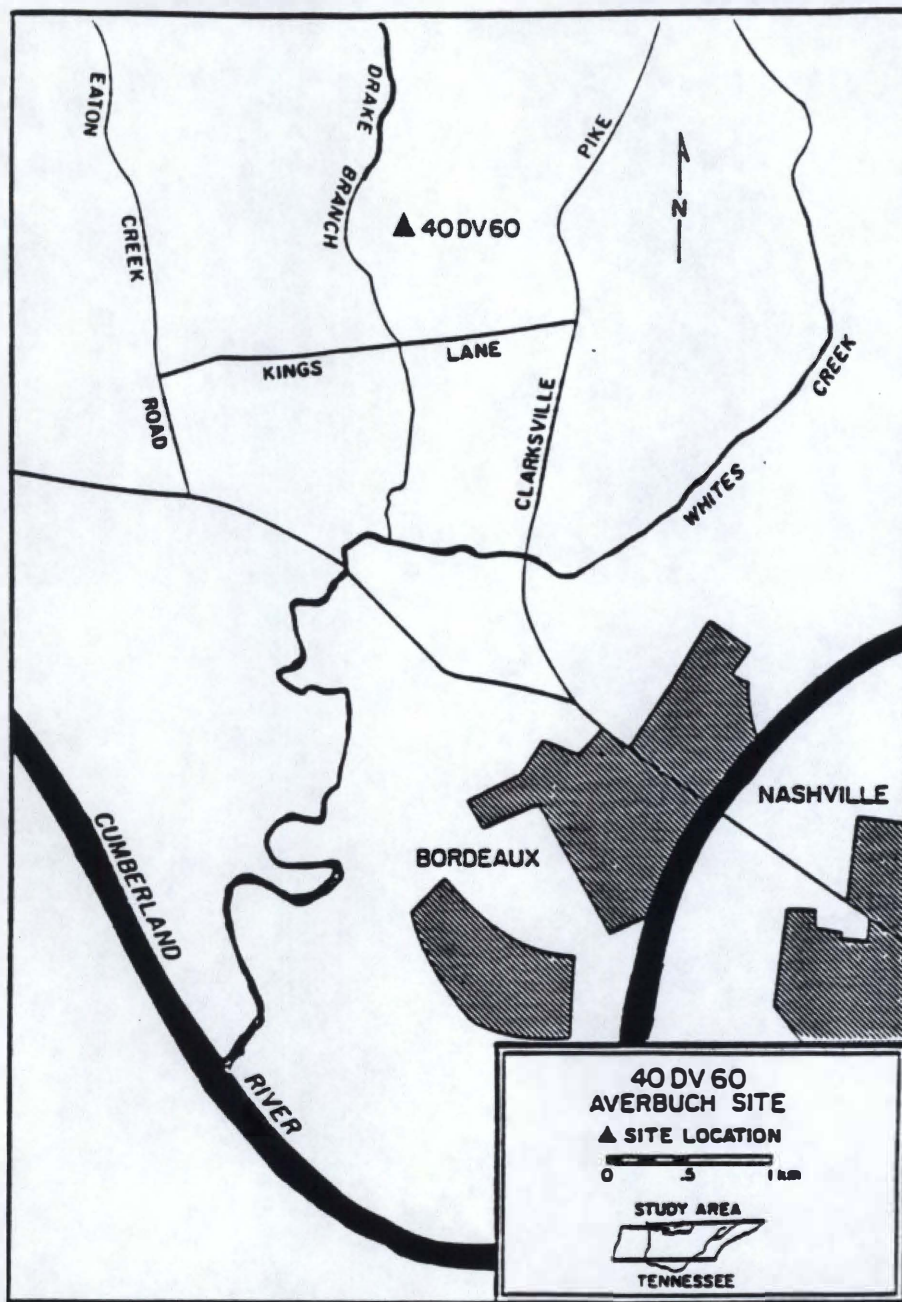 EATON
CREEK
ROAD
DRAKE
BRANCH
PIKE
CLARKSVILLE
N
▲ 40DV60
KINGS
LANE
WHITES
CREEK
CUMBERLAND
RIVER
BORDEAUX
NASHVILLE
40 DV 60
AVERBUCH SITE
▲ SITE LOCATION
0 .5 1 km
STUDY AREA
TENNESSEE